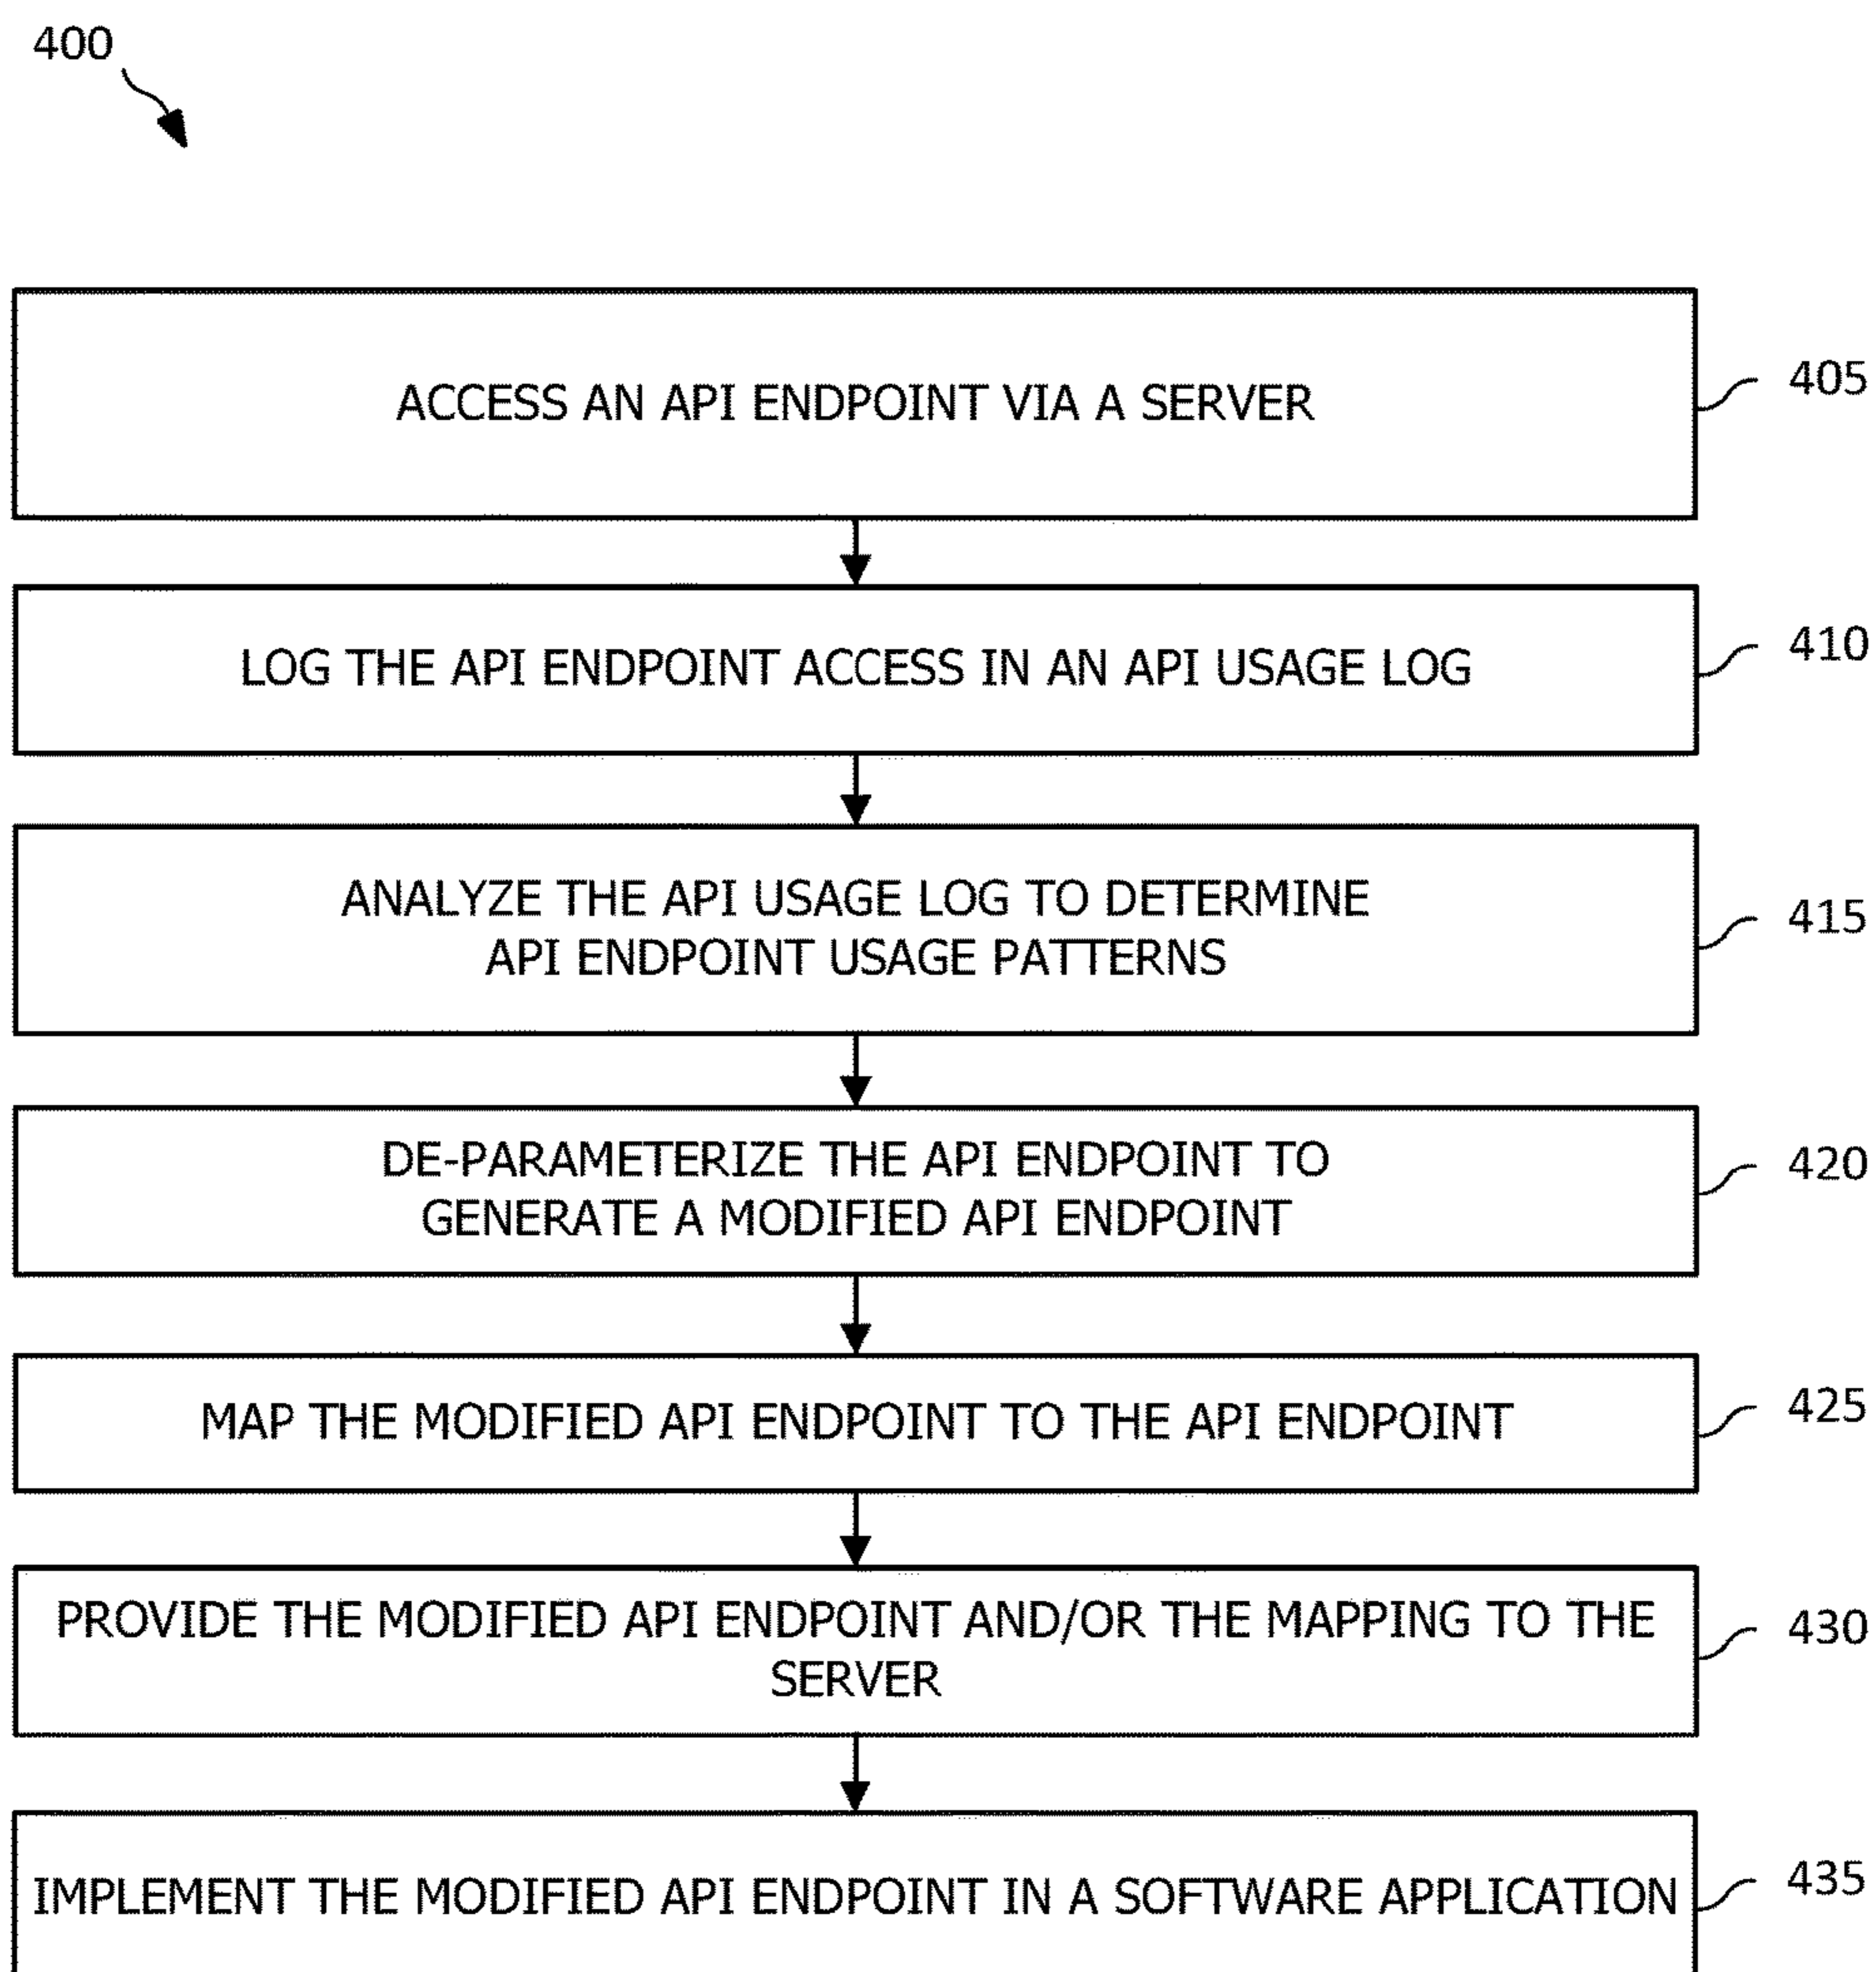 400
ACCESS AN API ENDPOINT VIA A SERVER
405
LOG THE API ENDPOINT ACCESS IN AN API USAGE LOG
410
ANALYZE THE API USAGE LOG TO DETERMINE
API ENDPOINT USAGE PATTERNS
415
DE-PARAMETERIZE THE API ENDPOINT TO
GENERATE A MODIFIED API ENDPOINT
420
MAP THE MODIFIED API ENDPOINT TO THE API ENDPOINT
425
PROVIDE THE MODIFIED API ENDPOINT AND/OR THE MAPPING TO THE
SERVER
430
IMPLEMENT THE MODIFIED API ENDPOINT IN A SOFTWARE APPLICATION
435